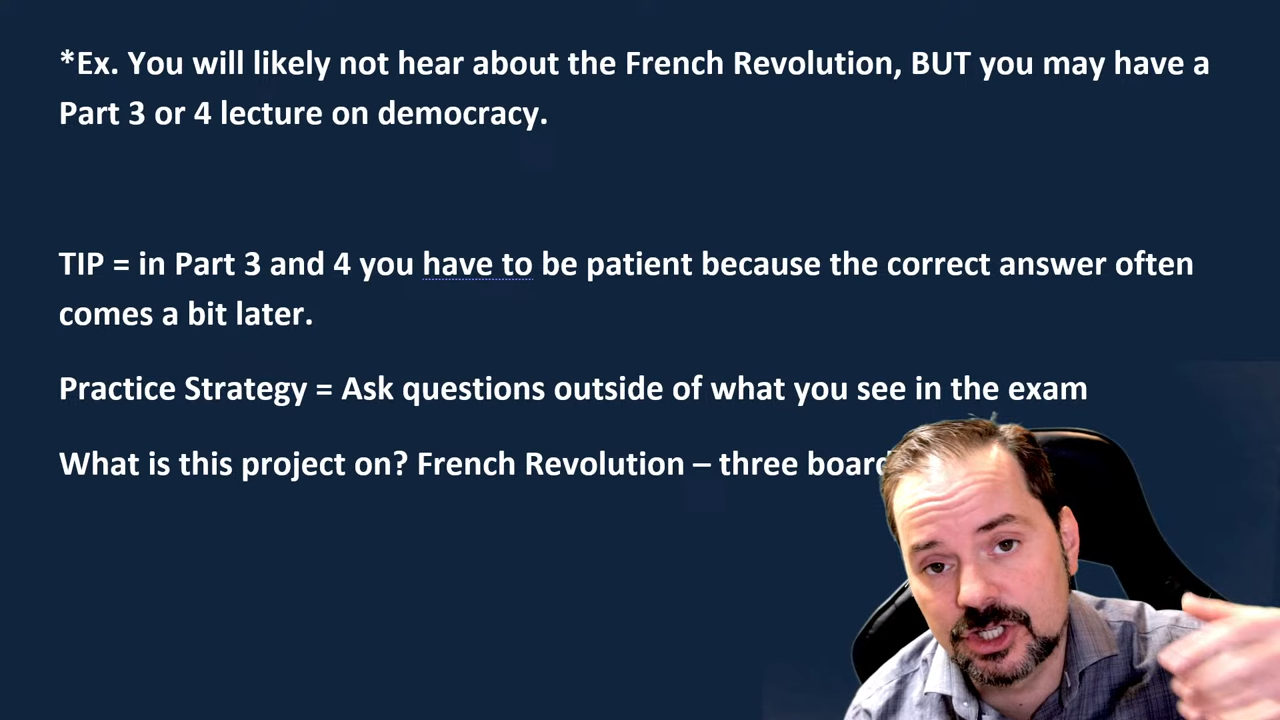 *Ex. You will likely not hear about the French Revolution, BUT you may have a
Part 3 or 4 lecture on democracy.
TIP = in Part 3 and 4 you have to be patient because the correct answer often
comes a bit later.
Practice Strategy = Ask questions outside of what you see in the exam
What is this project on? French Revolution – three